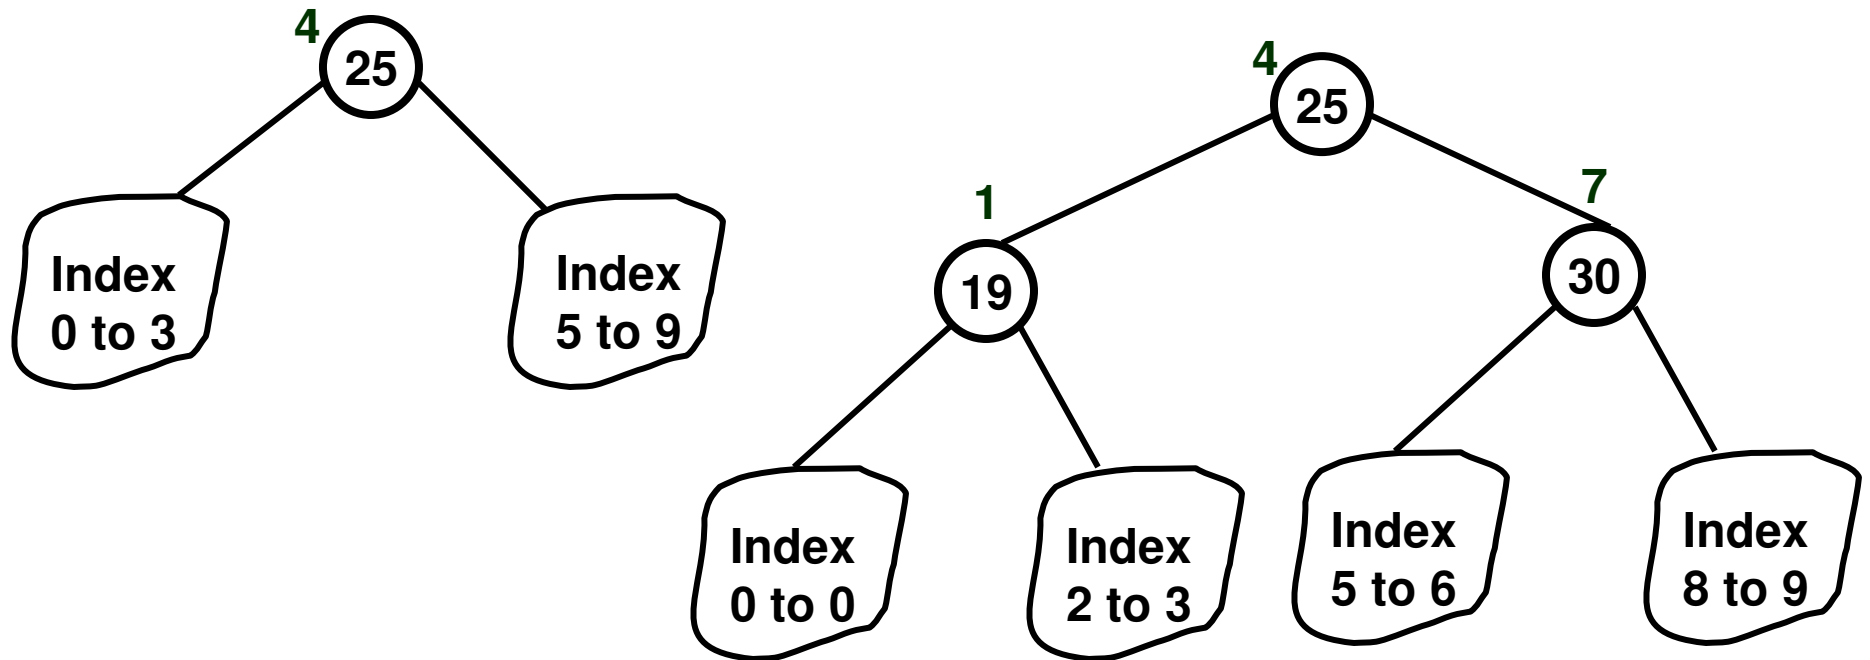 4
25
Index
0 to 3
Index
5 to 9
4
25
1
19
7
30
Index
0 to 0
Index
2 to 3
Index
5 to 6
Index
8 to 9